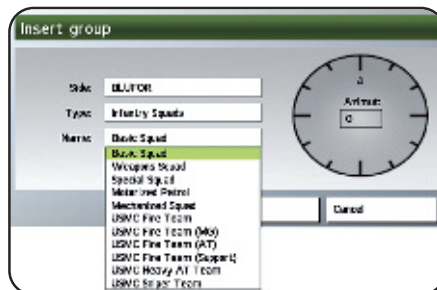 Insert group
Side: BLUFOR
Type: Infantry Squads
Name: Basic Squad
Basic Squad
Weapons Squad
Special Squad
Motorized Patrol
Mechanized Squad
USMC Fire Team
USMC Fire Team (MG)
USMC Fire Team (AT)
USMC Fire Team (Support)
USMC Heavy AT Team
USMC Sniper Team
Azimut:
0
Cancel